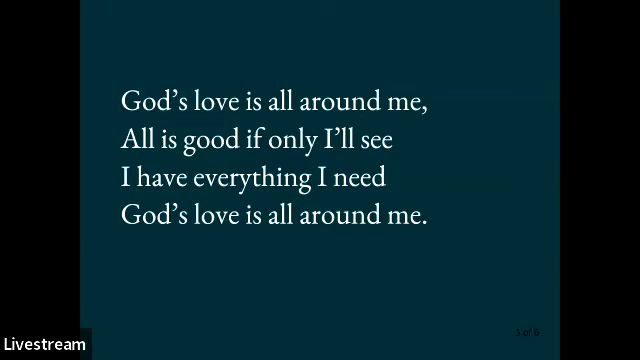 God’s love is all around me,
All is good if only I’ll see
I have everything I need
God’s love is all around me.
3 of 6
Livestream